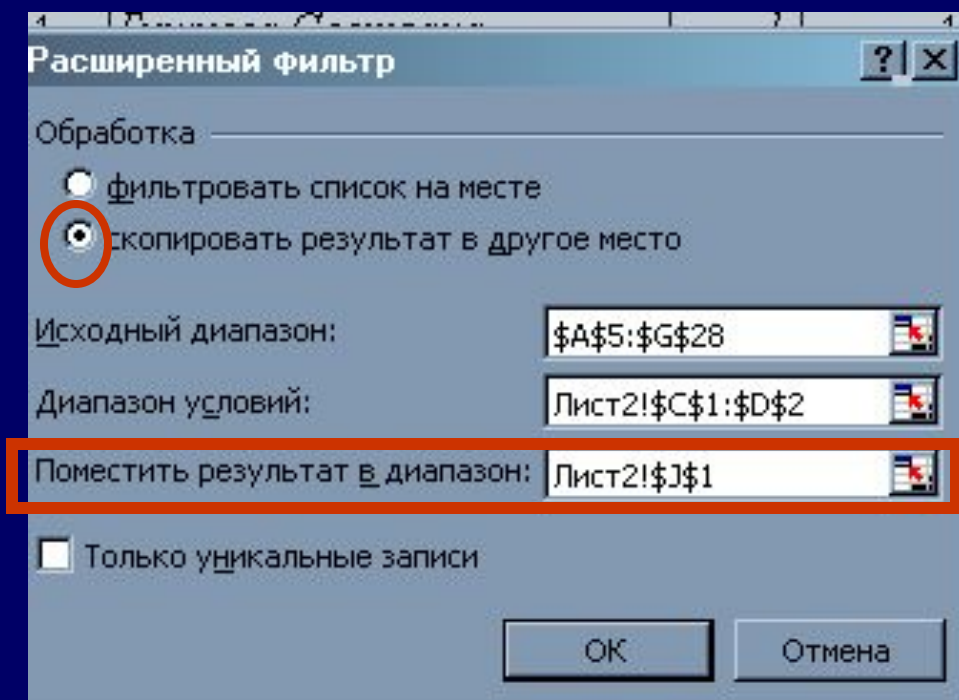 Расширенный фильтр
Обработка
фильтровать список на месте
скопировать результат в другое место
Исходный диапазон: $A$5:$G$28
Диапазон условий: Лист2!$C$1:$D$2
Поместить результат в диапазон: Лист2!$J$1
Только уникальные записи
ОК Отмена